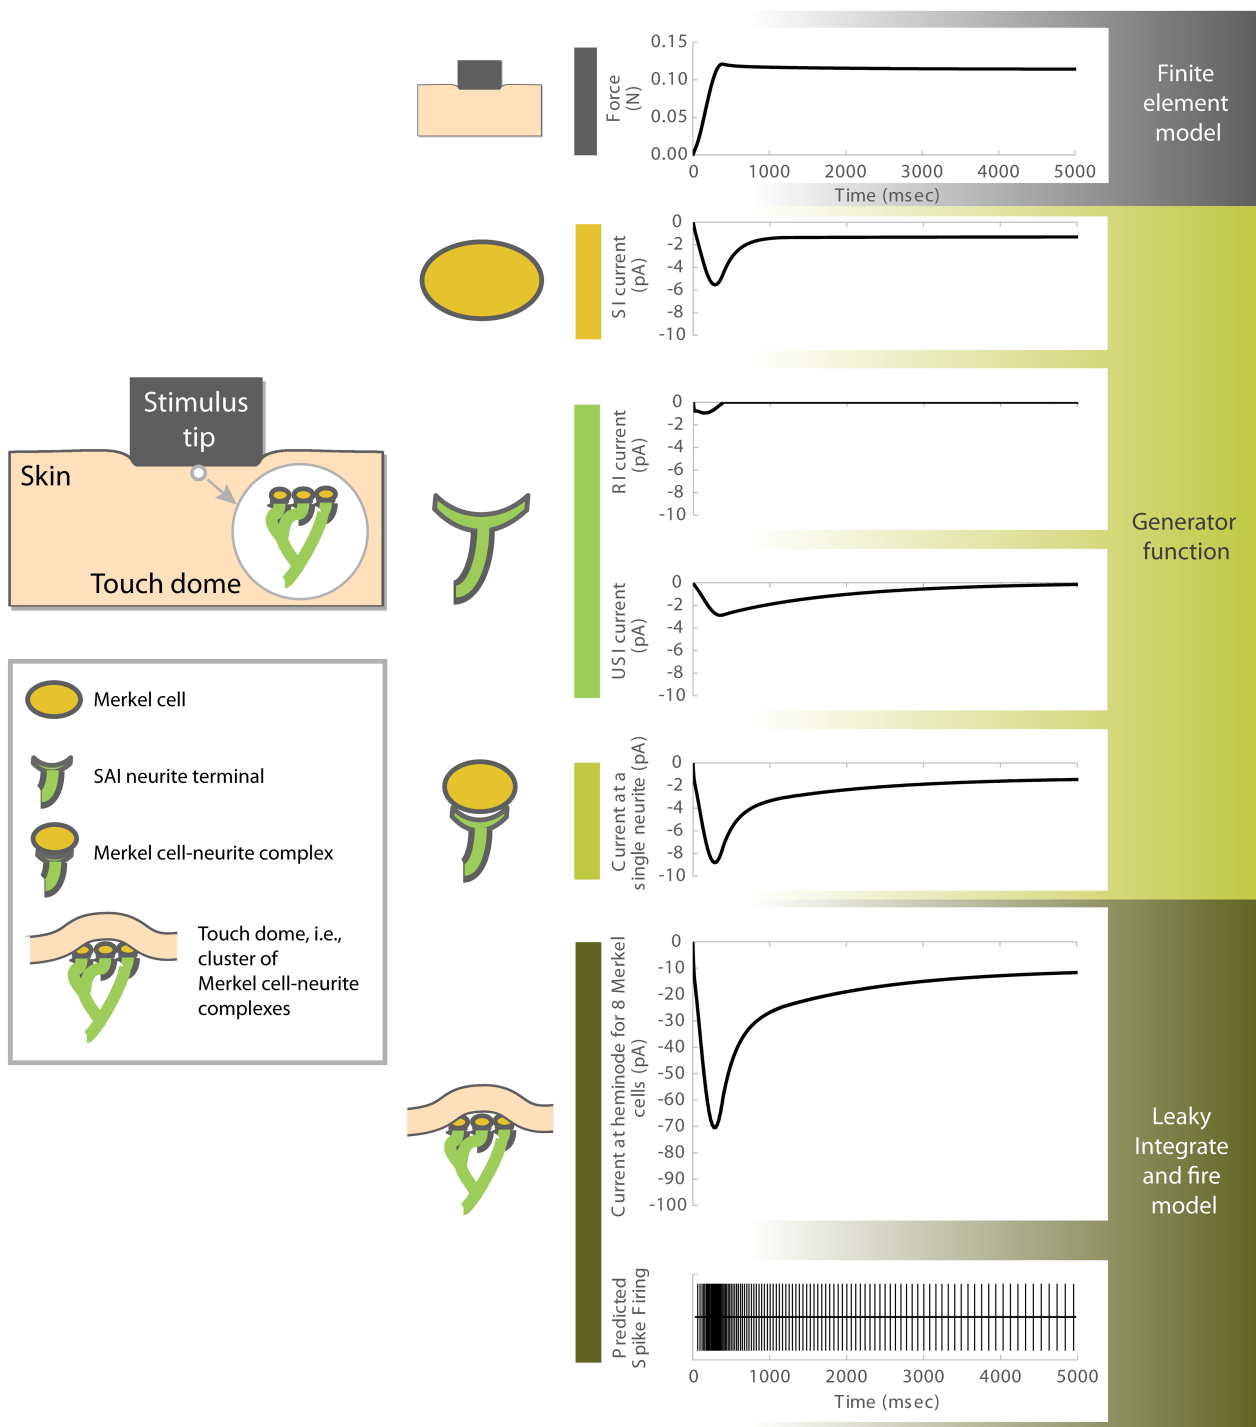 Stimulus
tip
Skin
Touch dome
Merkel cell
SAI neurite terminal
Merkel cell-neurite complex
Touch dome, i.e.,
cluster of
Merkel cell-neurite
complexes
Force
(N)
0.15
0.10
0.05
0.00
0 1000 2000 3000 4000 5000
Time (msec)
Finite
element
model
SI current
(pA)
0
-2
-4
-6
-8
-10
RI current
(pA)
0
-2
-4
-6
-8
-10
USI current
(pA)
0
-2
-4
-6
-8
-10
Current at a
single neurite (pA)
0
-2
-4
-6
-8
-10
Generator
function
Current at heminode for 8 Merkel
cells (pA)
0
-10
-20
-30
-40
-50
-60
-70
-80
-90
-100
Predicted
Spike Firing
0 1000 2000 3000 4000 5000
Time (msec)
Leaky
Integrate
and fire
model